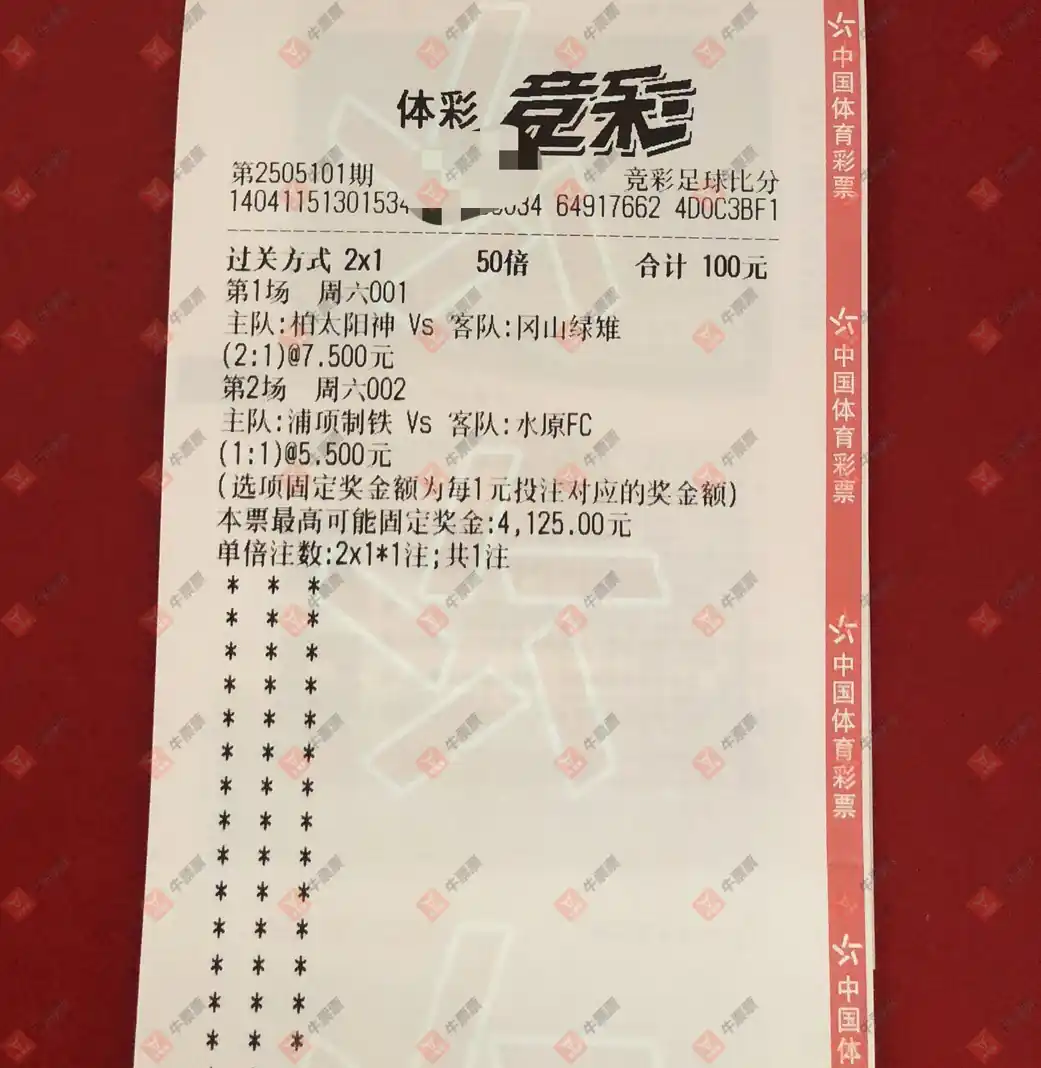 体彩 竞彩
第2505101期 竞彩足球比分
14041151301534 0034 64917662 4D0C3BF1
过关方式 2x1 50倍 合计 100元
第1场 周六001
主队:柏太阳神 Vs 客队:冈山绿雉
(2:1)@7.500元
第2场 周六002
主队:浦项制铁 Vs 客队:水原FC
(1:1)@5.500元
(选项固定奖金额为每1元投注对应的奖金额)
本票最高可能固定奖金:4,125.00元
单倍注数:2x1*1注;共1注
* * *
* * *
* * *
* * *
* * *
* * *
* * *
* * *
* * *
* * *
* * *
* * *
* * *
* * *
中国体育彩票
中国体育彩票
中国体育彩票
中国体
牛票票